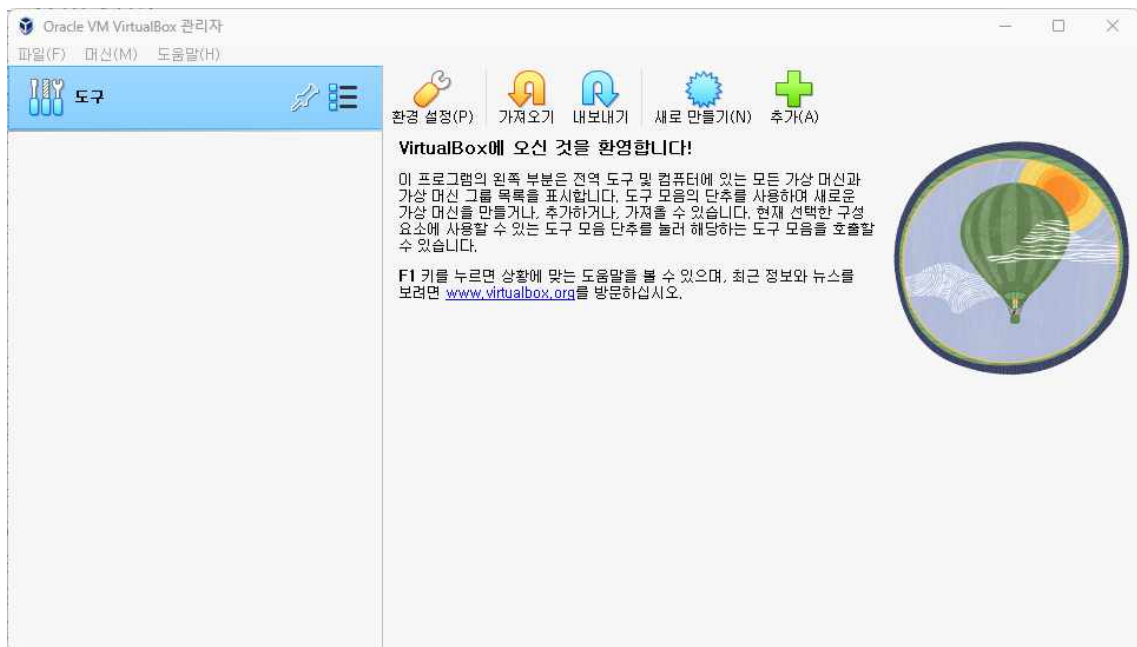 Oracle VM VirtualBox 관리자
파일(F) 머신(M) 도움말(H)
도구
환경 설정(P) 가져오기 내보내기 새로 만들기(N) 추가(A)
VirtualBox에 오신 것을 환영합니다!
이 프로그램의 왼쪽 부분은 전역 도구 및 컴퓨터에 있는 모든 가상 머신과
가상 머신 그룹 목록을 표시합니다. 도구 모음의 단추를 사용하여 새로운
가상 머신을 만들거나, 추가하거나, 가져올 수 있습니다. 현재 선택한 구성
요소에 사용할 수 있는 도구 모음 단추를 눌러 해당하는 도구 모음을 호출할
수 있습니다.
F1 키를 누르면 상황에 맞는 도움말을 볼 수 있으며, 최근 정보와 뉴스를
보려면 www.virtualbox.org를 방문하십시오.